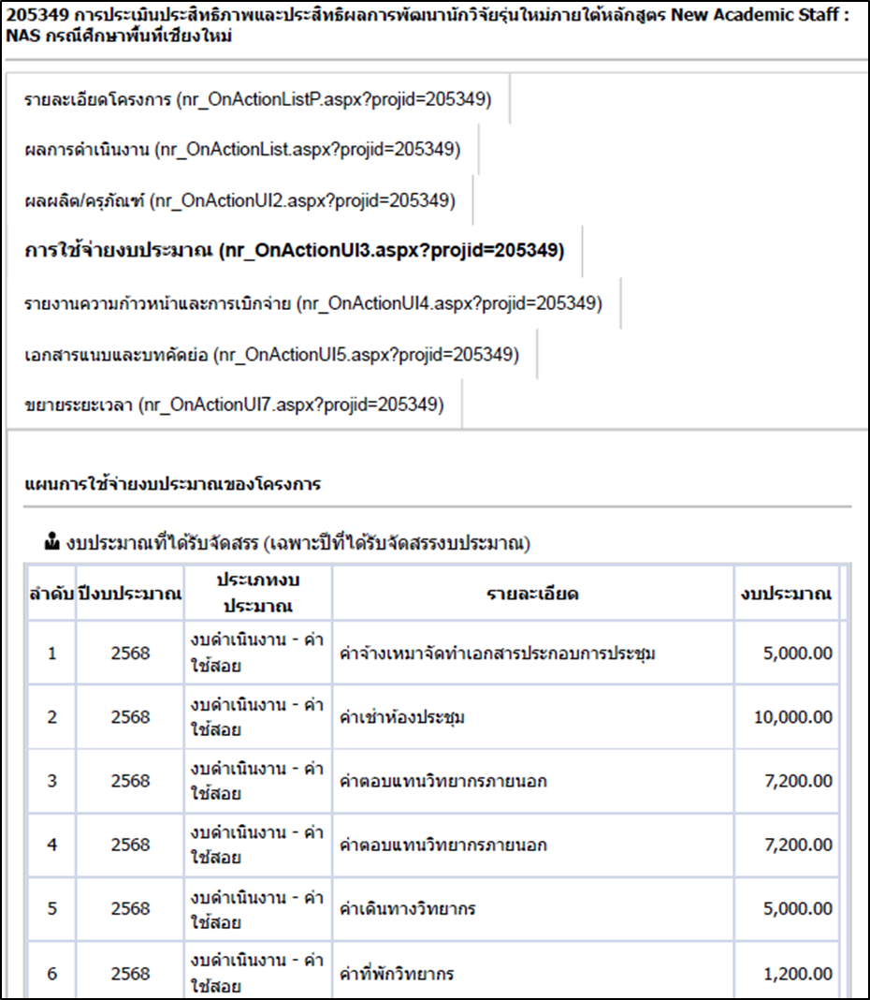 205349 การประเมินประสิทธิภาพและประสิทธิผลการพัฒนานักวิจัยรุ่นใหม่ภายใต้หลักสูตร New Academic Staff :
NAS กรณีศึกษาพื้นที่เชียงใหม่
รายละเอียดโครงการ (nr_OnActionListP.aspx?projid=205349)
ผลการดำเนินงาน (nr_OnActionList.aspx?projid=205349)
ผลผลิต/ครุภัณฑ์ (nr_OnActionUI2.aspx?projid=205349)
การใช้จ่ายงบประมาณ (nr_OnActionUI3.aspx?projid=205349)
รายงานความก้าวหน้าและการเบิกจ่าย (nr_OnActionUI4.aspx?projid=205349)
เอกสารแนบและบทคัดย่อ (nr_OnActionUI5.aspx?projid=205349)
ขยายระยะเวลา (nr_OnActionUI7.aspx?projid=205349)
แผนการใช้จ่ายงบประมาณของโครงการ
งบประมาณที่ได้รับจัดสรร (เฉพาะปีที่ได้รับจัดสรรงบประมาณ)
ลำดับ ปีงบประมาณ ประเภทงบ รายละเอียด งบประมาณ
ประมาณ
1 2568 งบดำเนินงาน - ค่า ค่าจ้างเหมาจัดทำเอกสารประกอบการประชุม 5,000.00
ใช้สอย
2 2568 งบดำเนินงาน - ค่า ค่าเช่าห้องประชุม 10,000.00
ใช้สอย
3 2568 งบดำเนินงาน - ค่า ค่าตอบแทนวิทยากรภายนอก 7,200.00
ใช้สอย
4 2568 งบดำเนินงาน - ค่า ค่าตอบแทนวิทยากรภายนอก 7,200.00
ใช้สอย
5 2568 งบดำเนินงาน - ค่า ค่าเดินทางวิทยากร 5,000.00
ใช้สอย
6 2568 งบดำเนินงาน - ค่า ค่าที่พักวิทยากร 1,200.00
ใช้สอย